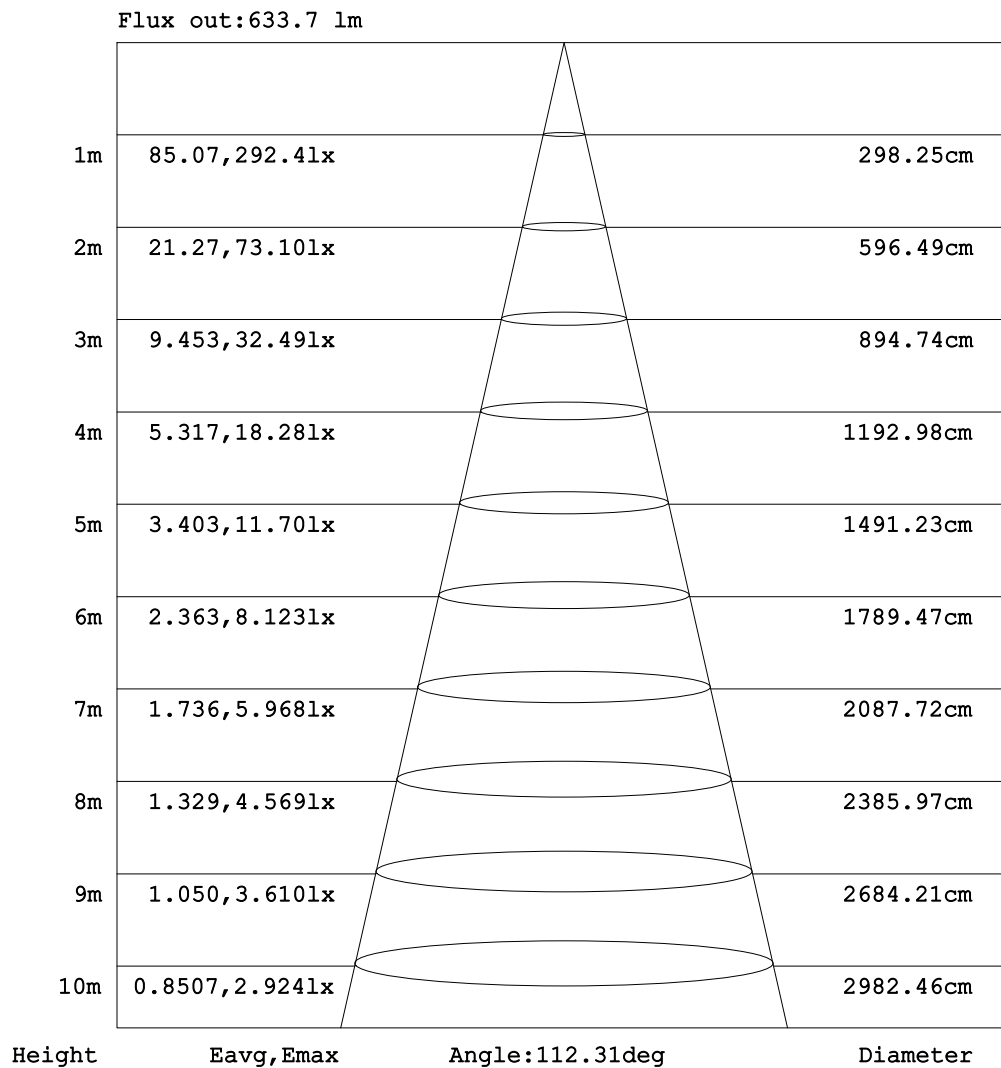 Flux out:633.7 lm
1m 85.07,292.4lx 298.25cm
2m 21.27,73.10lx 596.49cm
3m 9.453,32.49lx 894.74cm
4m 5.317,18.28lx 1192.98cm
5m 3.403,11.70lx 1491.23cm
6m 2.363,8.123lx 1789.47cm
7m 1.736,5.968lx 2087.72cm
8m 1.329,4.569lx 2385.97cm
9m 1.050,3.610lx 2684.21cm
10m 0.8507,2.924lx 2982.46cm
Height Eavg,Emax Angle:112.31deg Diameter